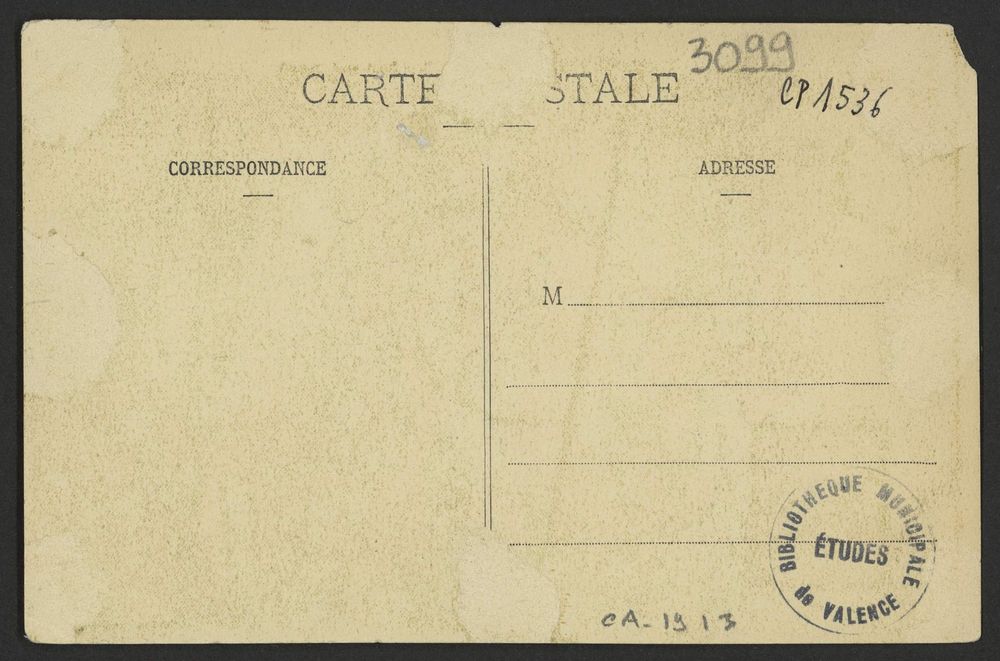 3099
CARTE STALE
CP 1536
CORRESPONDANCE
ADRESSE
M
BIBLIOTHEQUE MUNICIPALE
ÉTUDES
de VALENCE
CA-1913